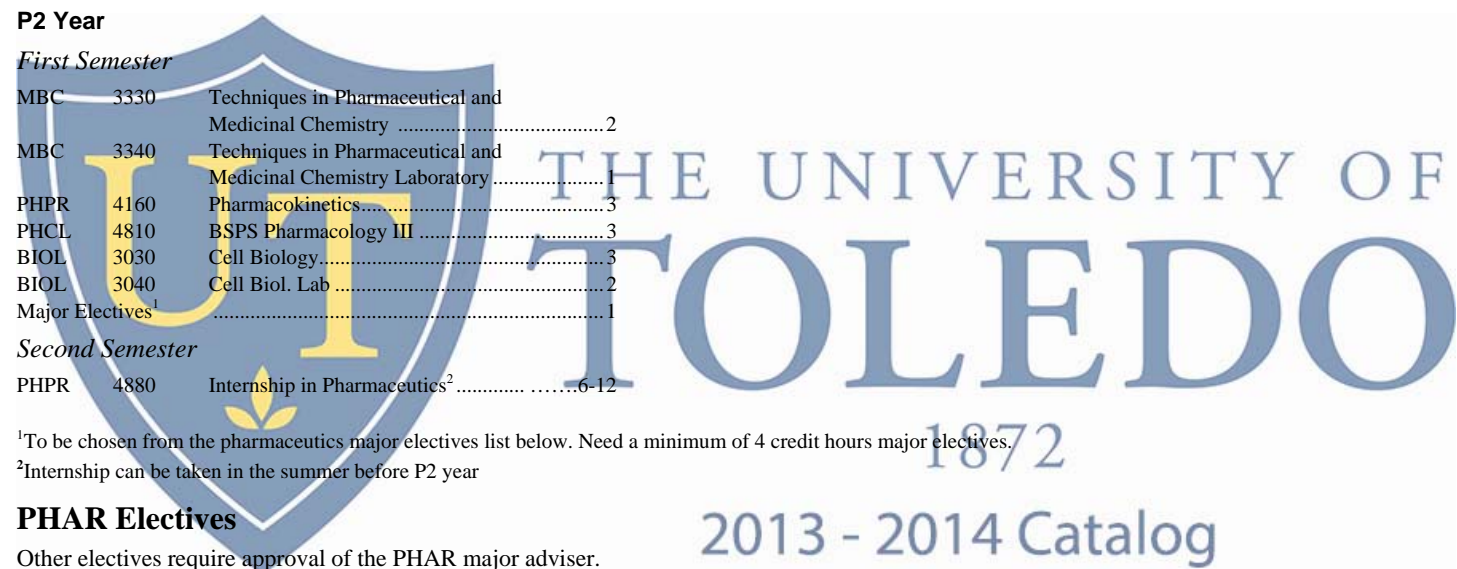 P2 Year
First Semester
MBC 3330 Techniques in Pharmaceutical and
Medicinal Chemistry .......................................2
MBC 3340 Techniques in Pharmaceutical and
Medicinal Chemistry Laboratory .....................1
PHPR 4160 Pharmacokinetics..............................................3
PHCL 4810 BSPS Pharmacology III ...................................3
BIOL 3030 Cell Biology......................................................3
BIOL 3040 Cell Biol. Lab ...................................................2
Major Electives¹ ..........................................................................1
Second Semester
PHPR 4880 Internship in Pharmaceutics²............. …….6-12
¹To be chosen from the pharmaceutics major electives list below. Need a minimum of 4 credit hours major electives.
²Internship can be taken in the summer before P2 year
PHAR Electives
Other electives require approval of the PHAR major adviser.
UT
THE UNIVERSITY OF
TOLEDO
1872
2013 - 2014 Catalog